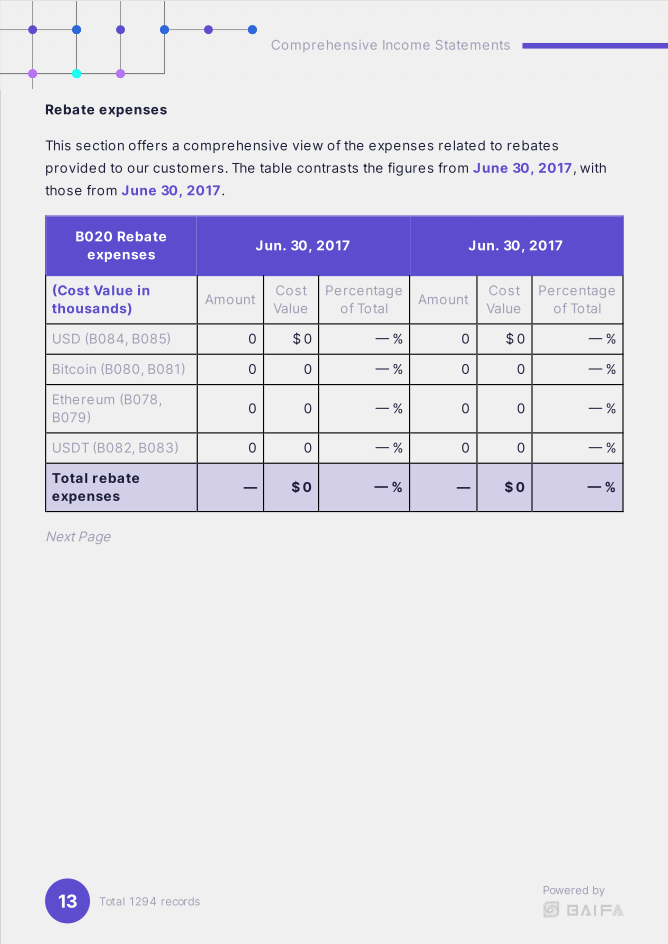 Comprehensive Income Statements
Rebate expenses
This section offers a comprehensive view of the expenses related to rebates
provided to our customers. The table contrasts the figures from June 30, 2017, with
those from June 30, 2017.
B020 Rebate expenses Jun. 30, 2017 Jun. 30, 2017
(Cost Value in thousands) Amount Cost Value Percentage of Total Amount Cost Value Percentage of Total
USD (B084, B085) 0 $ 0 — % 0 $ 0 — %
Bitcoin (B080, B081) 0 0 — % 0 0 — %
Ethereum (B078, B079) 0 0 — % 0 0 — %
USDT (B082, B083) 0 0 — % 0 0 — %
Total rebate expenses — $ 0 — % — $ 0 — %
Next Page
13 Total 1294 records
Powered by
BAIFA